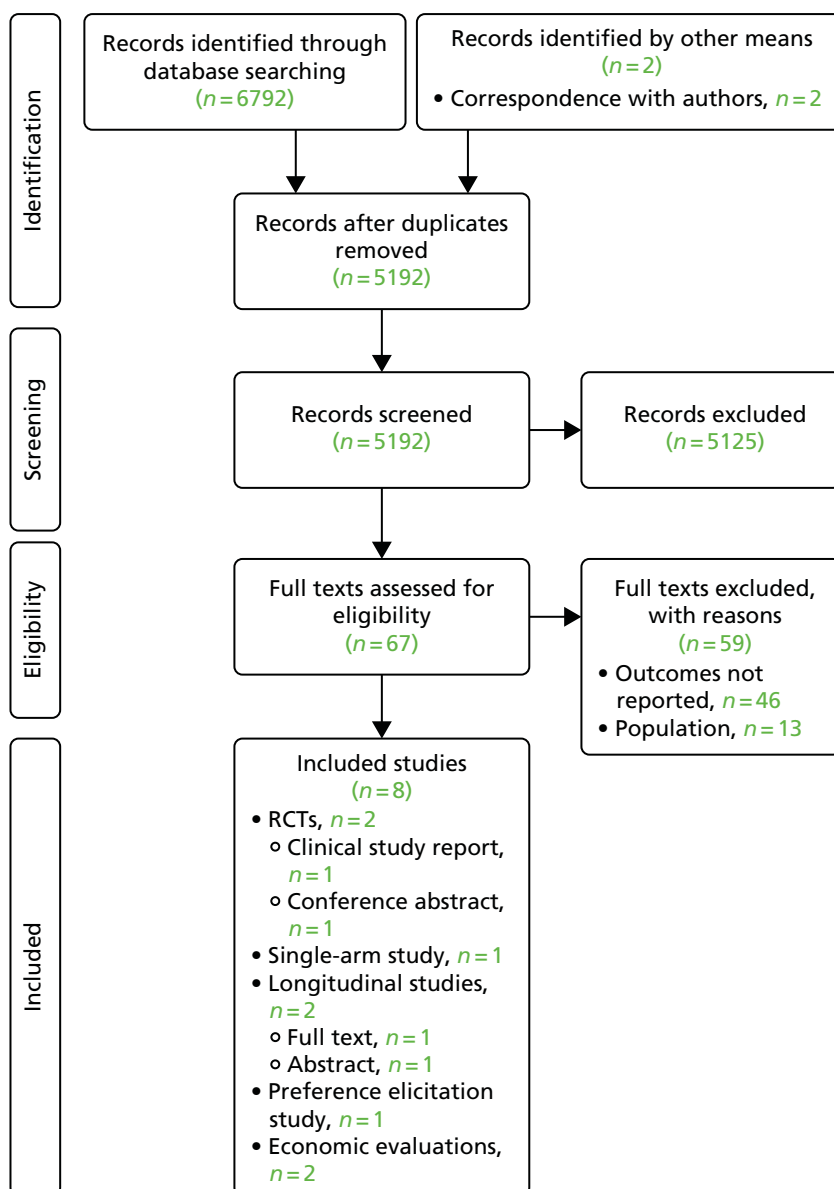 Identification
Records identified through
database searching
(n=6792)
Records identified by other means
(n=2)
• Correspondence with authors, n=2
Records after duplicates
removed
(n=5192)
Screening
Records screened
(n=5192)
Records excluded
(n=5125)
Eligibility
Full texts assessed for
eligibility
(n=67)
Full texts excluded,
with reasons
(n=59)
• Outcomes not
reported, n=46
• Population, n=13
Included
Included studies
(n=8)
• RCTs, n=2
Clinical study report,
n=1
Conference abstract,
n=1
• Single-arm study, n=1
• Longitudinal studies,
n=2
Full text, n=1
Abstract, n=1
• Preference elicitation
study, n=1
• Economic evaluations,
n=2